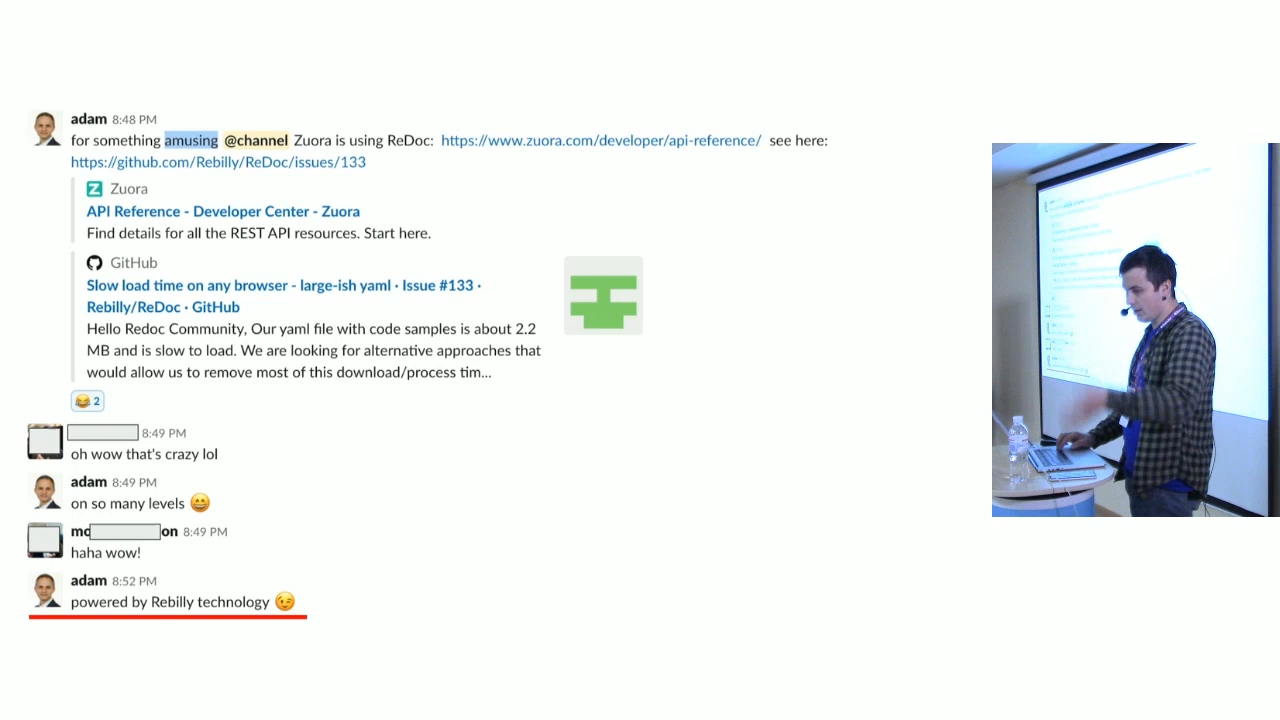 adam 8:48 PM
for something amusing @channel Zuora is using ReDoc: https://www.zuora.com/developer/api-reference/ see here:
https://github.com/Rebilly/ReDoc/issues/133
Zuora
API Reference - Developer Center - Zuora
Find details for all the REST API resources. Start here.
GitHub
Slow load time on any browser - large-ish yaml · Issue #133 ·
Rebilly/ReDoc · GitHub
Hello Redoc Community, Our yaml file with code samples is about 2.2
MB and is slow to load. We are looking for alternative approaches that
would allow us to remove most of this download/process tim...
😂 2
8:49 PM
oh wow that's crazy lol
adam 8:49 PM
on so many levels 😄
mc on 8:49 PM
haha wow!
adam 8:52 PM
powered by Rebilly technology 😉